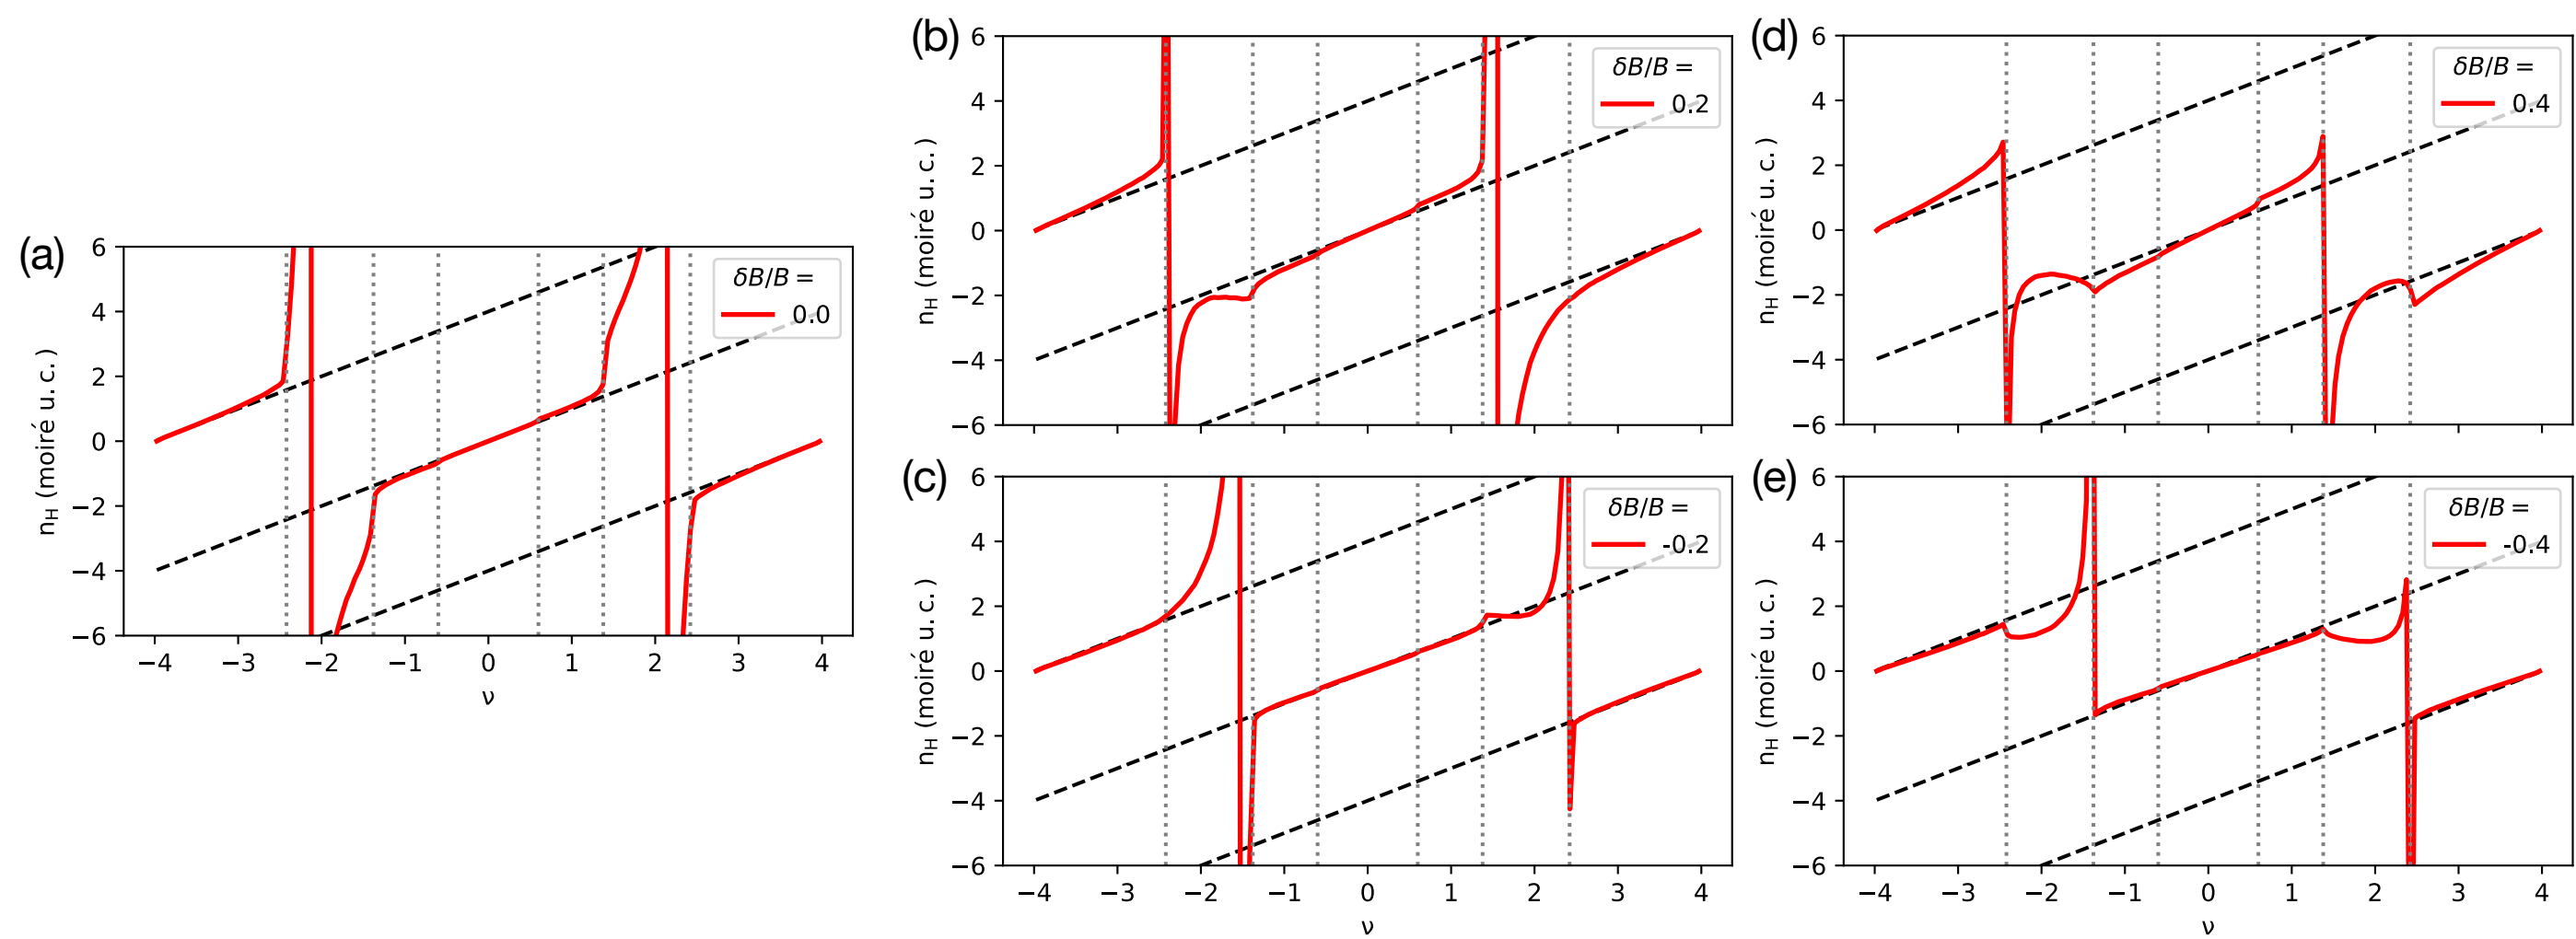 (a)
6
4
2
0
−2
−4
−6
n_H (moiré u. c. )
δB/B =
0.0
−4 −3 −2 −1 0 1 2 3 4
ν
(b)
6
4
2
0
−2
−4
−6
n_H (moiré u. c. )
δB/B =
0.2
(d)
6
4
2
0
−2
−4
−6
n_H (moiré u. c. )
δB/B =
0.4
(c)
6
4
2
0
−2
−4
−6
n_H (moiré u. c. )
δB/B =
-0.2
−4 −3 −2 −1 0 1 2 3 4
ν
(e)
6
4
2
0
−2
−4
−6
n_H (moiré u. c. )
δB/B =
-0.4
−4 −3 −2 −1 0 1 2 3 4
ν